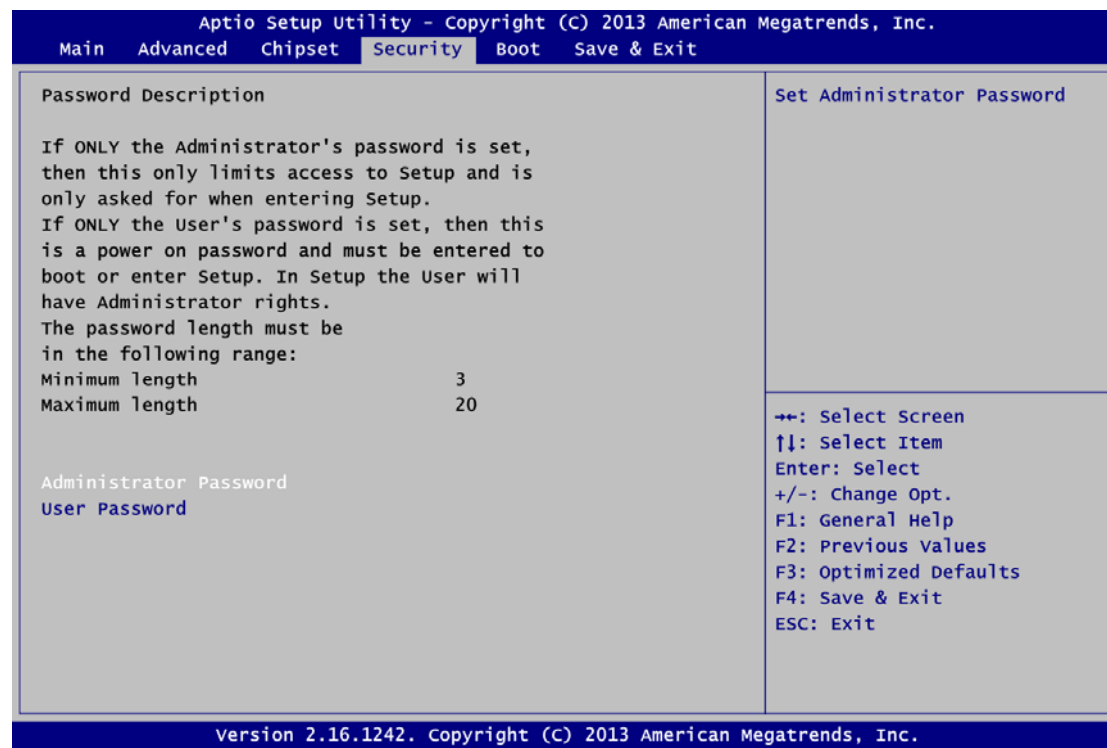 Aptio Setup Utility – Copyright (C) 2013 American Megatrends, Inc.
Main Advanced Chipset Security Boot Save & Exit
Password Description
If ONLY the Administrator's password is set,
then this only limits access to Setup and is
only asked for when entering Setup.
If ONLY the User's password is set, then this
is a power on password and must be entered to
boot or enter Setup. In Setup the User will
have Administrator rights.
The password length must be
in the following range:
Minimum length 3
Maximum length 20
Administrator Password
User Password
Set Administrator Password
→←: Select Screen
↑↓: Select Item
Enter: Select
+/-: Change Opt.
F1: General Help
F2: Previous Values
F3: Optimized Defaults
F4: Save & Exit
ESC: Exit
Version 2.16.1242. Copyright (C) 2013 American Megatrends, Inc.